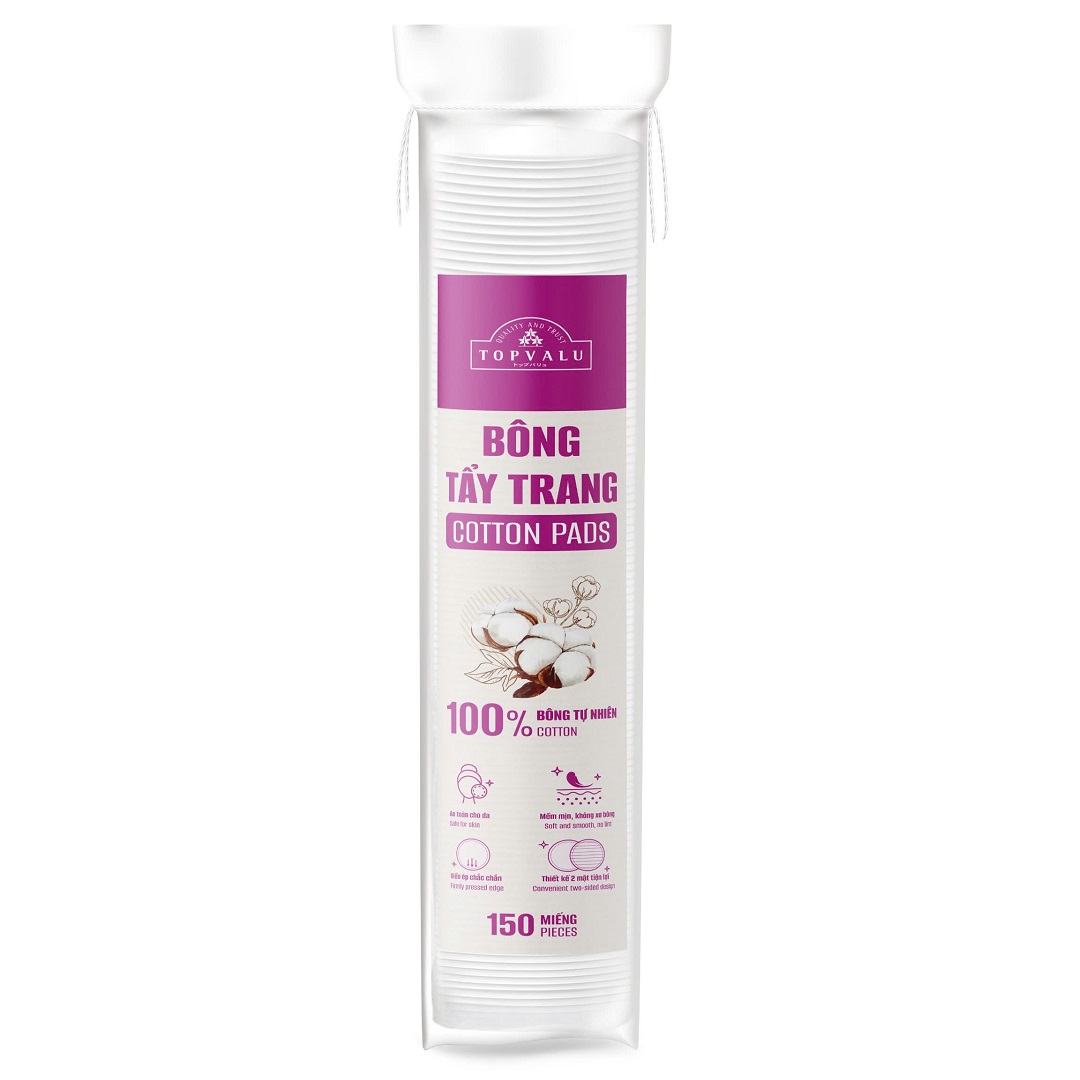 QUALITY AND TRUST
TOPVALU
トップバリュ
BÔNG
TẨY TRANG
COTTON PADS
100% BÔNG TỰ NHIÊN
COTTON
An toàn cho da
Safe for skin
Mềm mịn, không xơ bông
Soft and smooth, no lint
Viền ép chắc chắn
Firmly pressed edge
Thiết kế 2 mặt tiện lợi
Convenient two-sided design
150 MIẾNG
PIECES